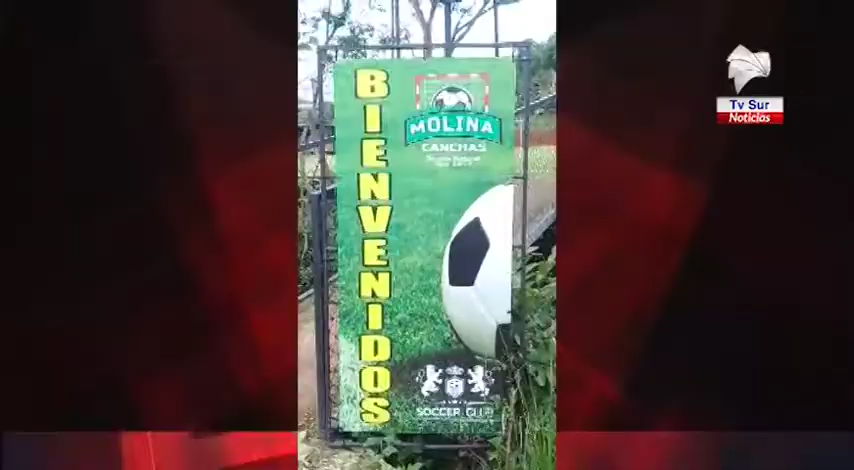 Tv Sur
Noticias
BIENVENIDOS
MOLINA
CANCHAS
SOCCER CLUB